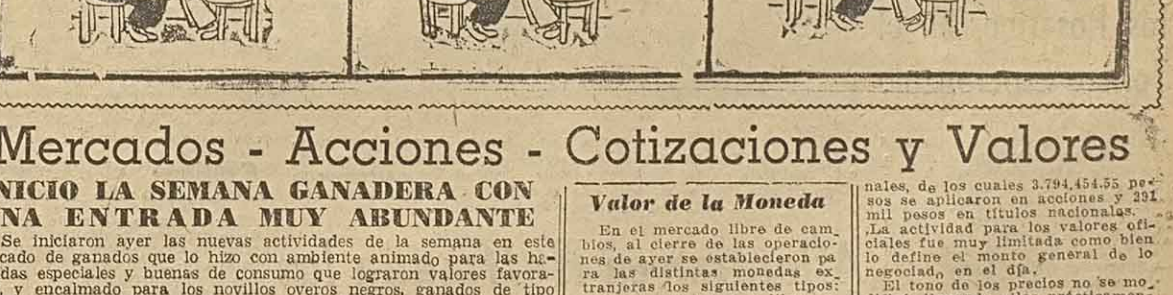 Mercados - Acciones - Cotizaciones y Valores
NICIO LA SEMANA GANADERA CON
NA ENTRADA MUY ABUNDANTE
Se iniciaron ayer las nuevas actividades de la semana en este
cado de ganados que lo hizo con ambiente animado para las ha-
das especiales y buenas de consumo que lograron valores favora-
, y encalmado para los novillos overos negros, ganados de tipo
Valor de la Moneda
En el mercado libre de cam_
bios, al cierre de las operacio-
nes de ayer se establecieron pa
ra las distintas monedas ex_
tranjeras los siguientes tipos:
nales, de los cuales 3.794.454.55 pe-
sos se aplicaron en acciones y 291
mil pesos en títulos nacionales.
La actividad para los valores ofi-
ciales fue muy limitada como bien
lo define el monto general de lo
negociado en el día.
El tono de los precios no se mo_